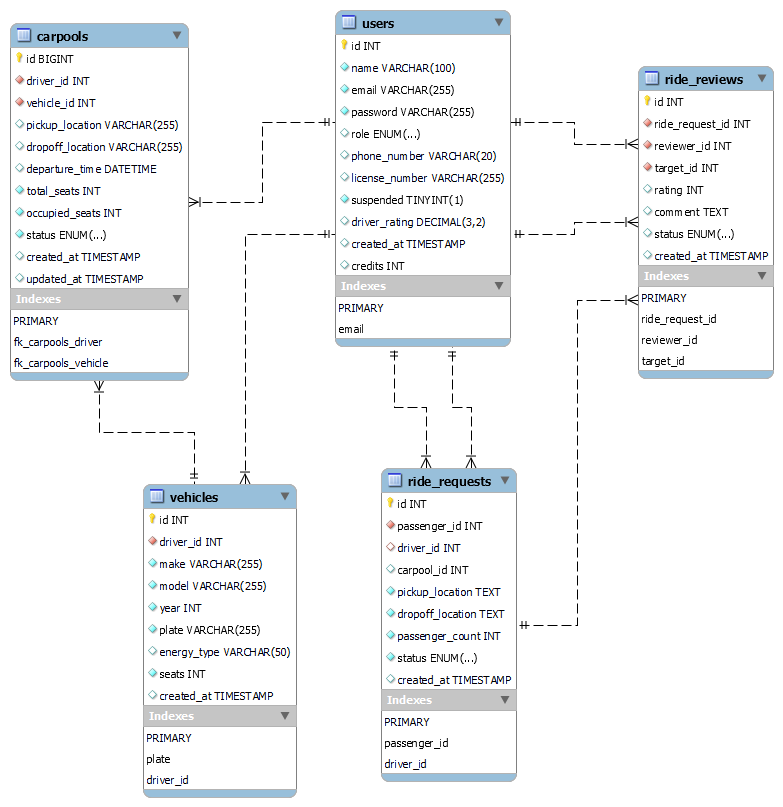 carpools
id BIGINT
driver_id INT
vehicle_id INT
pickup_location VARCHAR(255)
dropoff_location VARCHAR(255)
departure_time DATETIME
total_seats INT
occupied_seats INT
status ENUM(...)
created_at TIMESTAMP
updated_at TIMESTAMP
Indexes
PRIMARY
fk_carpools_driver
fk_carpools_vehicle
users
id INT
name VARCHAR(100)
email VARCHAR(255)
password VARCHAR(255)
role ENUM(...)
phone_number VARCHAR(20)
license_number VARCHAR(255)
suspended TINYINT(1)
driver_rating DECIMAL(3,2)
created_at TIMESTAMP
credits INT
Indexes
PRIMARY
email
ride_reviews
id INT
ride_request_id INT
reviewer_id INT
target_id INT
rating INT
comment TEXT
status ENUM(...)
created_at TIMESTAMP
Indexes
PRIMARY
ride_request_id
reviewer_id
target_id
vehicles
id INT
driver_id INT
make VARCHAR(255)
model VARCHAR(255)
year INT
plate VARCHAR(255)
energy_type VARCHAR(50)
seats INT
created_at TIMESTAMP
Indexes
PRIMARY
plate
driver_id
ride_requests
id INT
passenger_id INT
driver_id INT
carpool_id INT
pickup_location TEXT
dropoff_location TEXT
passenger_count INT
status ENUM(...)
created_at TIMESTAMP
Indexes
PRIMARY
passenger_id
driver_id